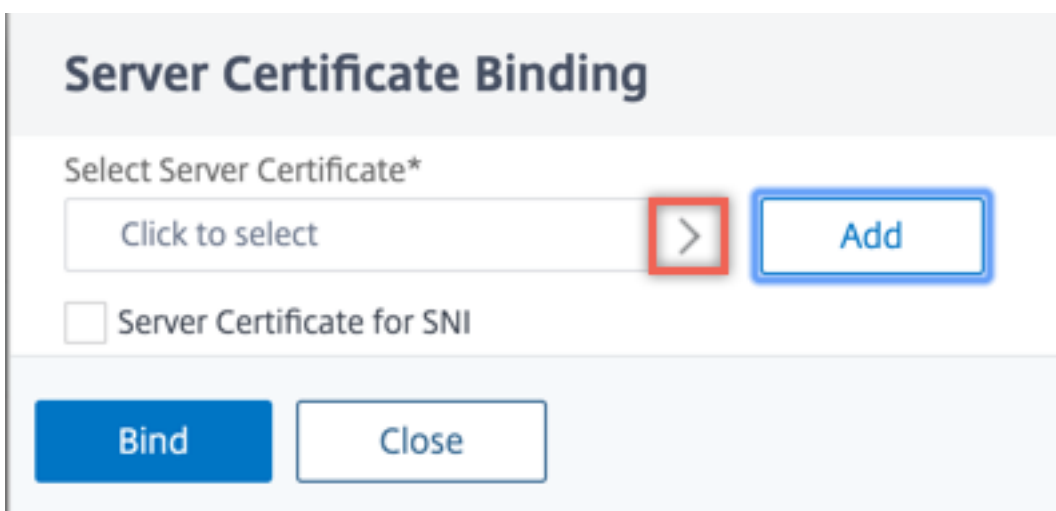 Server Certificate Binding
Select Server Certificate*
Click to select > Add
Server Certificate for SNI
Bind Close